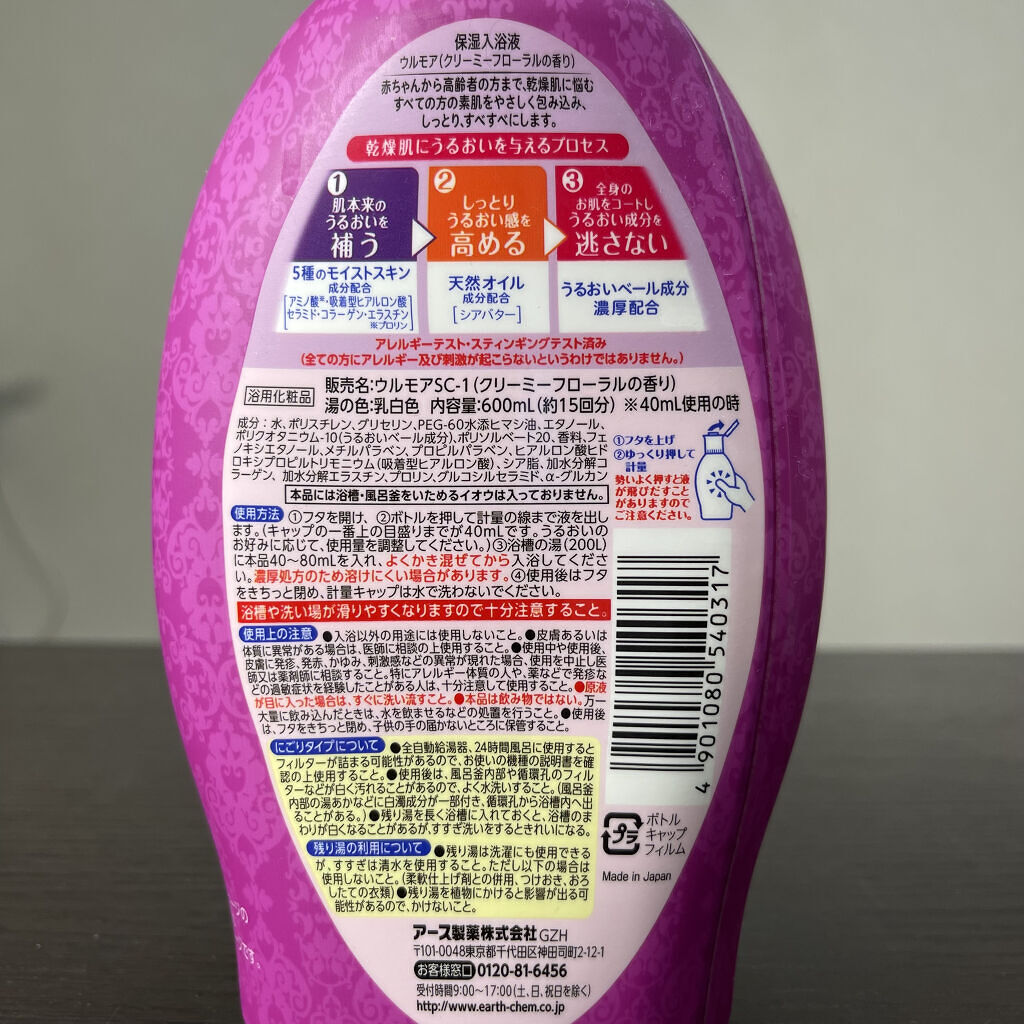 保湿入浴液
ウルモア(クリーミーフローラルの香り)
赤ちゃんから高齢者の方まで、乾燥肌に悩む
すべての方の素肌をやさしく包み込み、
しっとり、すべすべにします。
乾燥肌にうるおいを与えるプロセス
1
肌本来の
うるおいを
補う
5種のモイストスキン
成分配合
アミノ酸※・吸着型ヒアルロン酸
セラミド・コラーゲン・エラスチン
※プロリン
2
しっとり
うるおい感を
高める
天然オイル
成分配合
[シアバター]
3
全身の
お肌をコートし
うるおい成分を
逃さない
うるおいベール成分
濃厚配合
アレルギーテスト・スティンギングテスト済み
(全ての方にアレルギー及び刺激が起こらないというわけではありません。)
浴用化粧品
販売名:ウルモアSC-1(クリーミーフローラルの香り)
湯の色:乳白色 内容量:600mL(約15回分) ※40mL使用の時
成分:水、ポリスチレン、グリセリン、PEG-60水添ヒマシ油、エタノール、
ポリクオタニウム-10(うるおいベール成分)、ポリソルベート20、香料、フェ
ノキシエタノール、メチルパラベン、プロピルパラベン、ヒアルロン酸ヒド
ロキシプロピルトリモニウム(吸着型ヒアルロン酸)、シア脂、加水分解コ
ラーゲン、加水分解エラスチン、プロリン、グルコシルセラミド、α-グルカン
本品には浴槽・風呂釜をいためるイオウは入っておりません。
①フタを上げ
②ゆっくり押して
計量
勢いよく押すと液
が飛びだすこと
がありますので
ご注意ください。
使用方法 ①フタを開け、②ボトルを押して計量の線まで液を出し
ます。(キャップの一番上の目盛りまでが40mLです。うるおいの
お好みに応じて、使用量を調整してください。)③浴槽の湯(200L)
に本品40~80mLを入れ、よくかき混ぜてから入浴してくださ
い。濃厚処方のため溶けにくい場合があります。④使用後はフタ
をきちっと閉め、計量キャップは水で洗わないでください。
浴槽や洗い場が滑りやすくなりますので十分注意すること。
使用上の注意 ●入浴以外の用途には使用しないこと。●皮膚あるいは
体質に異常がある場合は、医師に相談の上使用すること。●使用中や使用後、
皮膚に発疹、発赤、かゆみ、刺激感などの異常が現れた場合、使用を中止し医
師又は薬剤師に相談すること。特にアレルギー体質の人や、薬などで発疹な
どの過敏症状を経験したことがある人は、十分注意して使用すること。●原液
が目に入った場合は、すぐに洗い流すこと。●本品は飲み物ではない。万一
大量に飲み込んだときは、水を飲ませるなどの処置を行うこと。●使用後
は、フタをきちっと閉め、子供の手の届かないところに保管すること。
にごりタイプについて ●全自動給湯器、24時間風呂に使用すると
フィルターが詰まる可能性があるので、お使いの機種の説明書を確
認の上使用すること。●使用後は、風呂釜内部や循環孔のフィル
ターなどが白く汚れることがあるので、よく水洗いすること。(風呂釜
内部の湯あかなどに白濁成分が一部付き、循環孔から浴槽内へ出
ることがある。)●残り湯を長く浴槽に入れておくと、浴槽のま
わりが白くなることがあるが、すすぎ洗いをするときれいになる。
残り湯の利用について ●残り湯は洗濯にも使用できる
が、すすぎは清水を使用すること。ただし以下の場合は
使用しないこと。(柔軟仕上げ剤との併用、つけおき、おろ
したての衣類)●残り湯を植物にかけると影響が出る可
能性があるので、かけないこと。
4 901080 540317
プラ
ボトル
キャップ
フィルム
Made in Japan
アース製薬株式会社 GZH
〒101-0048東京都千代田区神田司町2-12-1
お客様窓口 0120-81-6456
受付時間9:00~17:00(土、日、祝日を除く)
http://www.earth-chem.co.jp